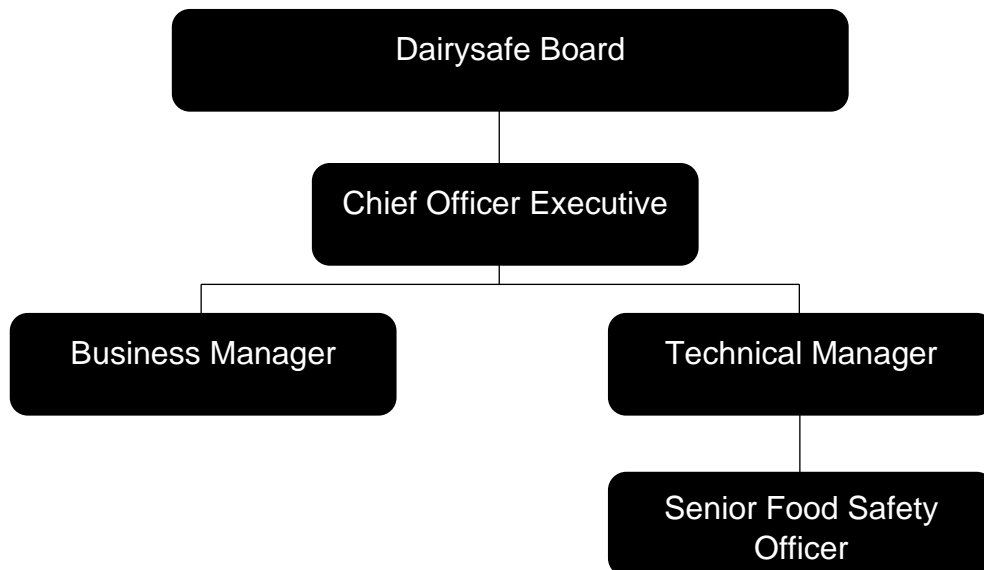 Dairysafe Board
Chief Officer Executive
Business Manager
Technical Manager
Senior Food Safety
Officer